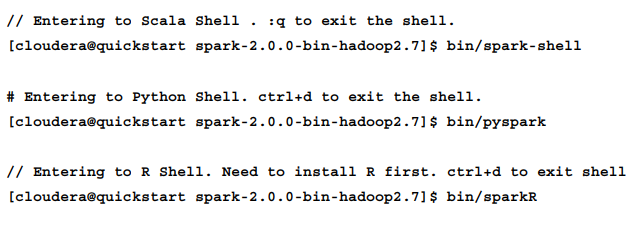 // Entering to Scala Shell . :q to exit the shell.
[cloudera@quickstart spark-2.0.0-bin-hadoop2.7]$ bin/spark-shell
# Entering to Python Shell. ctrl+d to exit the shell.
[cloudera@quickstart spark-2.0.0-bin-hadoop2.7]$ bin/pyspark
// Entering to R Shell. Need to install R first. ctrl+d to exit shell
[cloudera@quickstart spark-2.0.0-bin-hadoop2.7]$ bin/sparkR